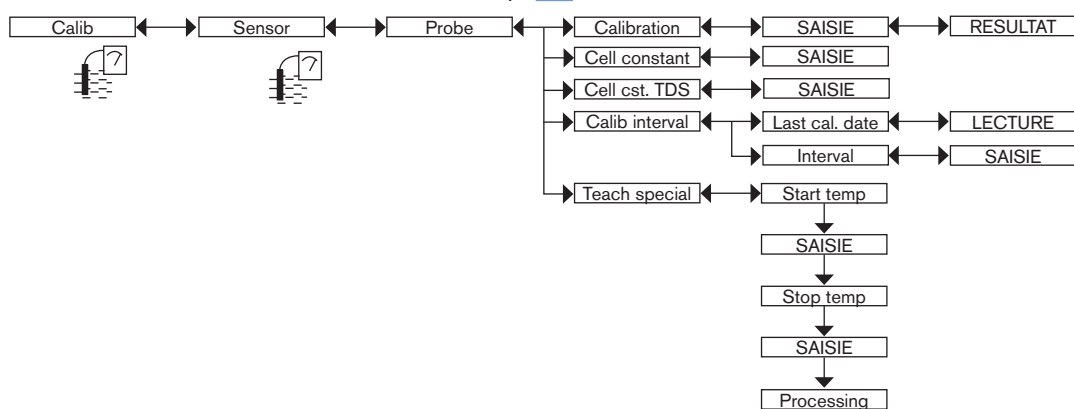 Calib Sensor Probe Calibration SAISIE RESULTAT
Cell constant SAISIE
Cell cst. TDS SAISIE
Calib interval Last cal. date LECTURE
Interval SAISIE
Teach special Start temp
SAISIE
Stop temp
SAISIE
Processing